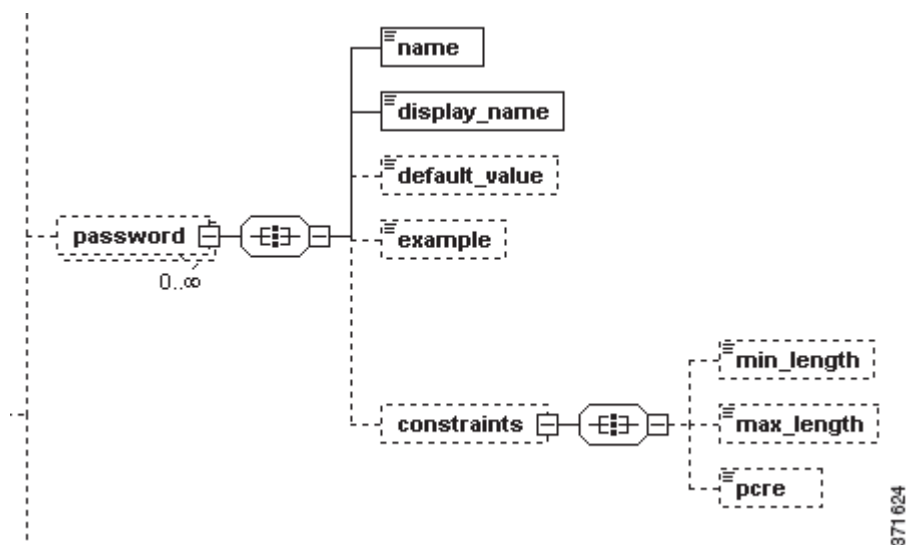 name
display_name
default_value
password
example
0..∞
min_length
constraints
max_length
pcre
371624